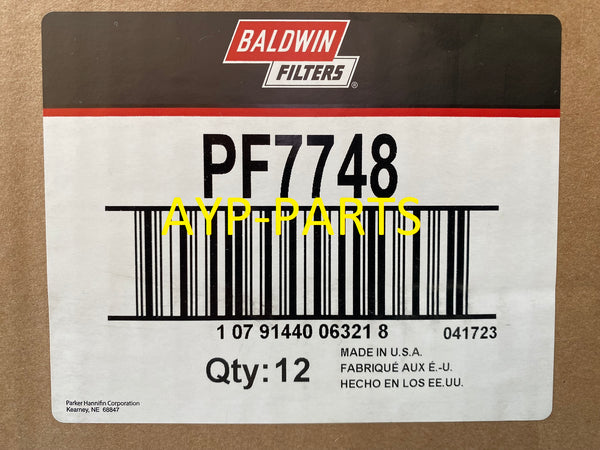 BALDWIN
FILTERS®
PF7748
AYP-PARTS
1 07 91440 06321 8 041723
Qty:12
MADE IN U.S.A.
FABRIQUÉ AUX É.-U.
HECHO EN LOS EE.UU.
Parker Hannifin Corporation
Kearney, NE 68847